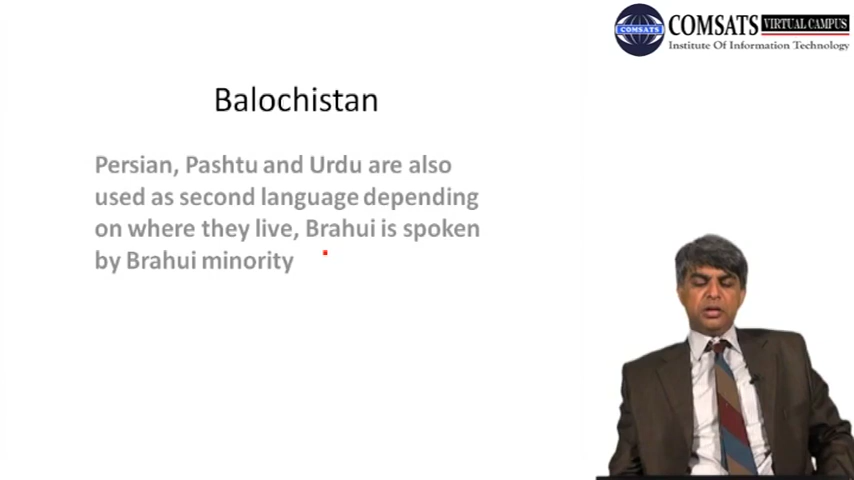 COMSATS VIRTUAL CAMPUS
Institute Of Information Technology
COMSATS
Balochistan
Persian, Pashtu and Urdu are also
used as second language depending
on where they live, Brahui is spoken
by Brahui minority